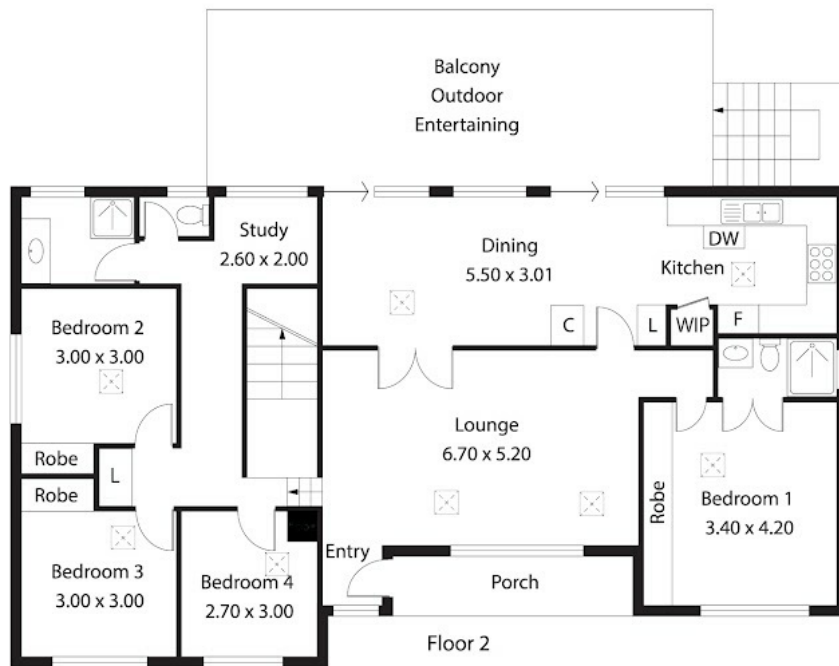 Balcony
Outdoor
Entertaining
Study
2.60 x 2.00
Dining
5.50 x 3.01
DW
Kitchen
Bedroom 2
3.00 x 3.00
C
L
WIP
F
Lounge
6.70 x 5.20
Robe
L
Robe
Robe
Bedroom 1
3.40 x 4.20
Bedroom 3
3.00 x 3.00
Bedroom 4
2.70 x 3.00
Entry
Porch
Floor 2